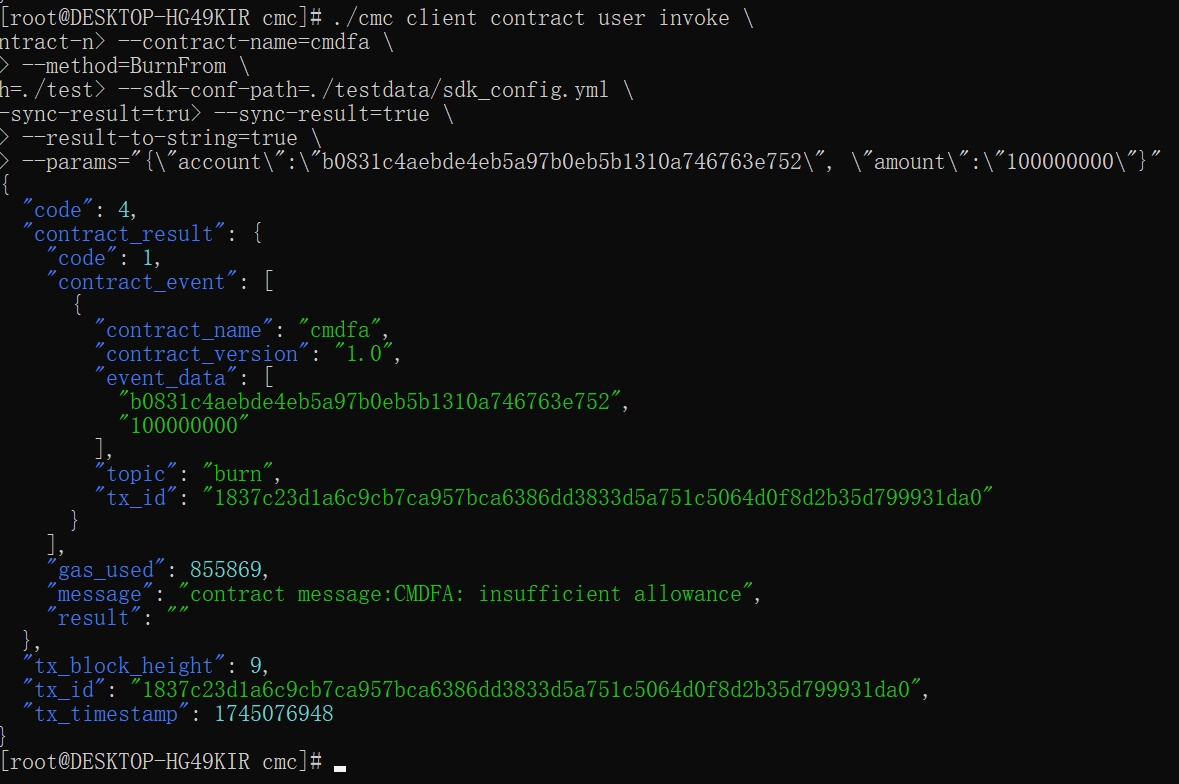 [root@DESKTOP-HG49KIR cmc]# ./cmc client contract user invoke \
ntract-n> --contract-name=cmdfa \
> --method=BurnFrom \
h=./test> --sdk-conf-path=./testdata/sdk_config.yml \
-sync-result=tru> --sync-result=true \
> --result-to-string=true \
> --params="{\"account\":\"b0831c4aebde4eb5a97b0eb5b1310a746763e752\", \"amount\":\"100000000\"}"
{
  "code": 4,
  "contract_result": {
    "code": 1,
    "contract_event": [
      {
        "contract_name": "cmdfa",
        "contract_version": "1.0",
        "event_data": [
          "b0831c4aebde4eb5a97b0eb5b1310a746763e752",
          "100000000"
        ],
        "topic": "burn",
        "tx_id": "1837c23d1a6c9cb7ca957bca6386dd3833d5a751c5064d0f8d2b35d799931da0"
      }
    ],
    "gas_used": 855869,
    "message": "contract message:CMDFA: insufficient allowance",
    "result": ""
  },
  "tx_block_height": 9,
  "tx_id": "1837c23d1a6c9cb7ca957bca6386dd3833d5a751c5064d0f8d2b35d799931da0",
  "tx_timestamp": 1745076948
}
[root@DESKTOP-HG49KIR cmc]#